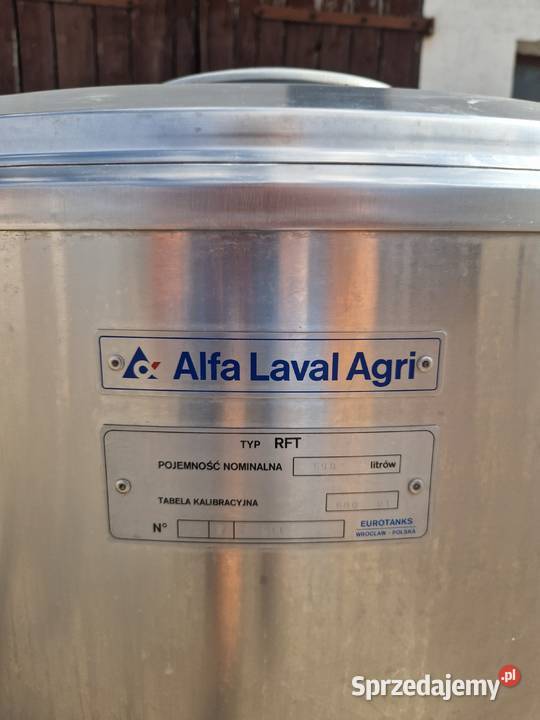 Alfa Laval Agri
TYP RFT
POJEMNOŚĆ NOMINALNA litrów
TABELA KALIBRACYJNA
N°
EUROTANKS
WROCŁAW - POLSKA
Sprzedajemy.pl